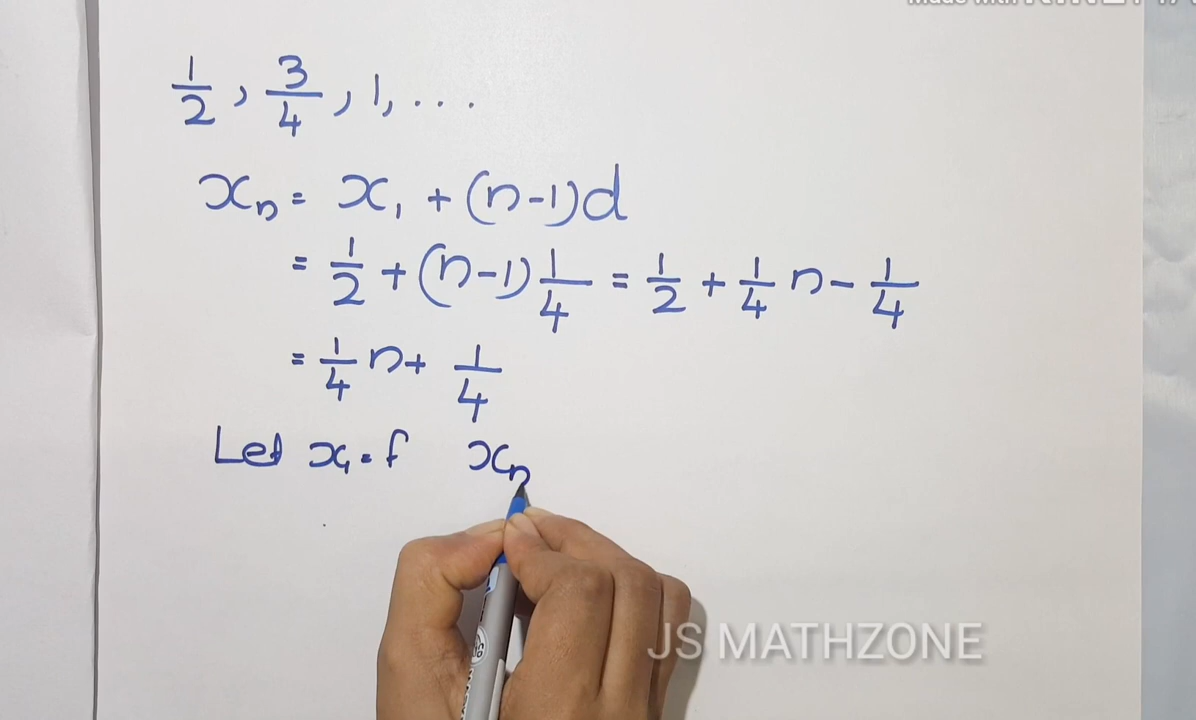 1/2 , 3/4 , 1, ...
xₙ = x₁ + (n-1)d
= 1/2 + (n-1) 1/4 = 1/2 + 1/4 n - 1/4
= 1/4 n + 1/4
Let x₁ = f xₙ
JS MATHZONE